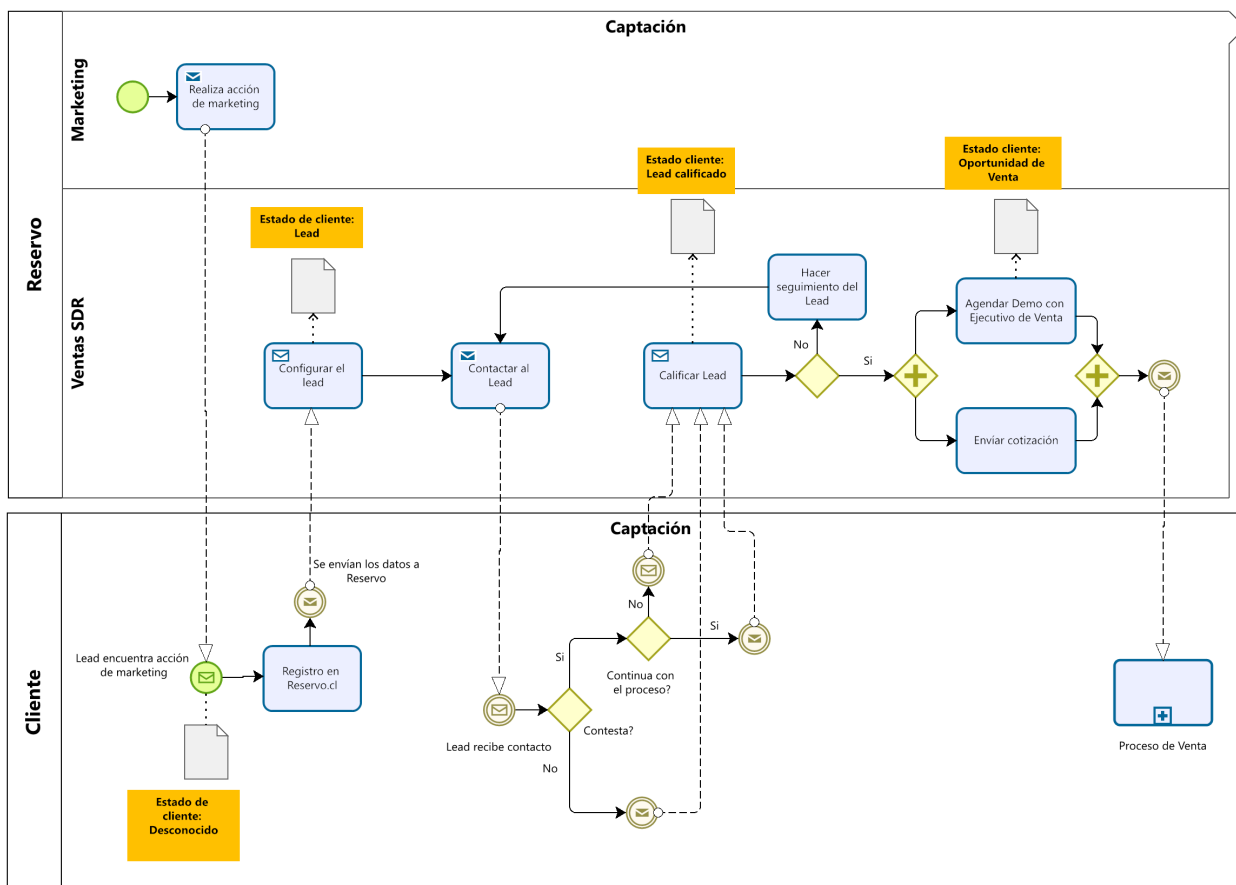 Captación
Reservo
Marketing
Realiza acción
de marketing
Estado cliente:
Lead calificado
Estado cliente:
Oportunidad de
Venta
Ventas SDR
Estado de cliente:
Lead
Hacer
seguimiento del
Lead
Agendar Demo con
Ejecutivo de Venta
Configurar el
lead
Contactar al
Lead
Calificar Lead
No
Si
Enviar cotización
Captación
Cliente
Se envían los datos a
Reservo
No
Si
Lead encuentra acción
de marketing
Registro en
Reservo.cl
Si
Continua con
el proceso?
Contesta?
Lead recibe contacto
No
Proceso de Venta
Estado de
cliente:
Desconocido